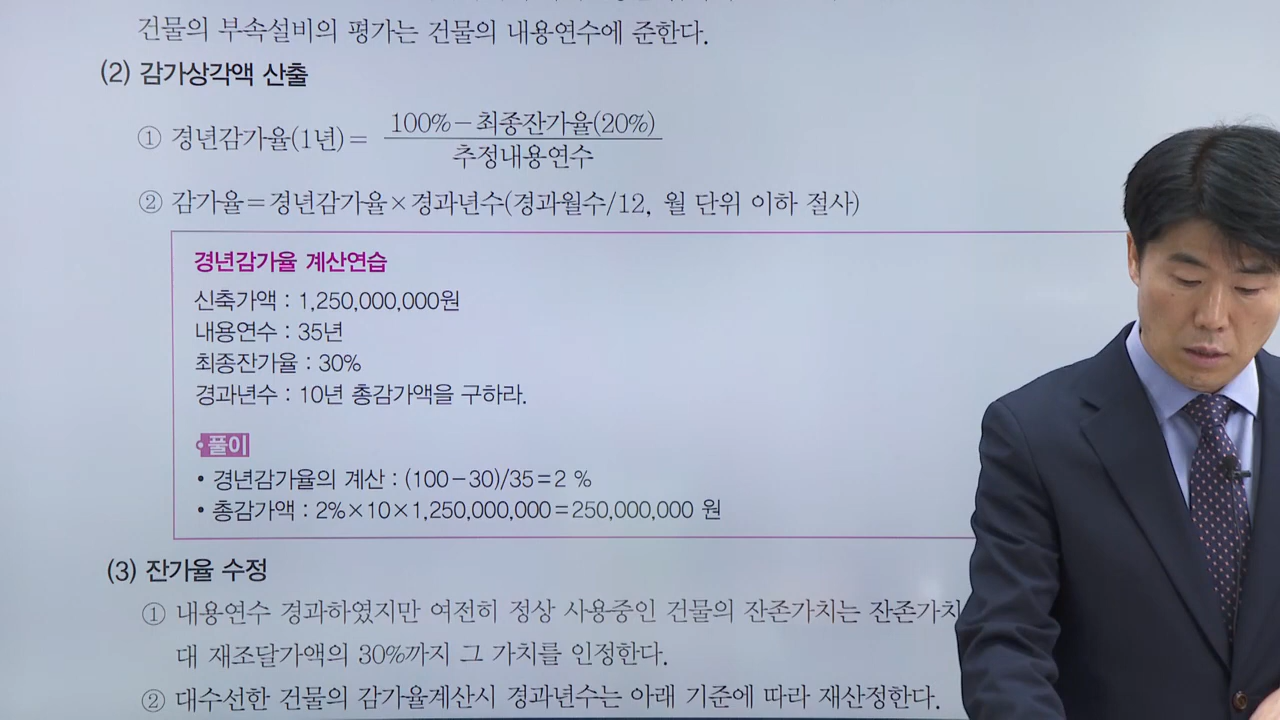 건물의 부속설비의 평가는 건물의 내용연수에 준한다.
(2) 감가상각액 산출
① 경년감가율(1년)= 100%-최종잔가율(20%)
추정내용연수
② 감가율=경년감가율×경과년수(경과월수/12, 월 단위 이하 절사)
경년감가율 계산연습
신축가액 : 1,250,000,000원
내용연수 : 35년
최종잔가율 : 30%
경과년수 : 10년 총감가액을 구하라.
풀이
• 경년감가율의 계산 : (100-30)/35=2 %
• 총감가액 : 2%×10×1,250,000,000=250,000,000 원
(3) 잔가율 수정
① 내용연수 경과하였지만 여전히 정상 사용중인 건물의 잔존가치는 잔존가치
대 재조달가액의 30%까지 그 가치를 인정한다.
② 대수선한 건물의 감가율계산시 경과년수는 아래 기준에 따라 재산정한다.